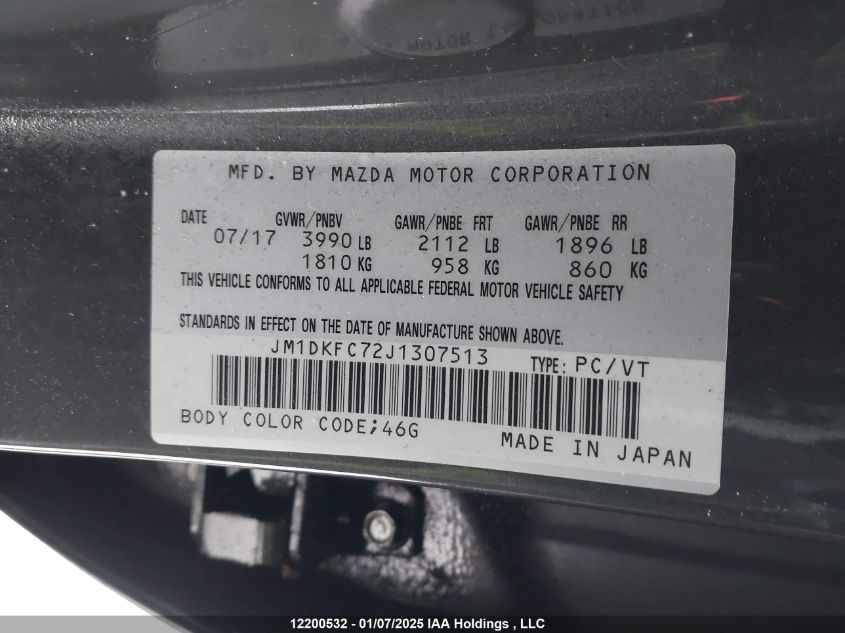 MFD. BY MAZDA MOTOR CORPORATION
DATE GVWR/PNBV GAWR/PNBE FRT GAWR/PNBE RR
07/17 3990 LB 2112 LB 1896 LB
1810 KG 958 KG 860 KG
THIS VEHICLE CONFORMS TO ALL APPLICABLE FEDERAL MOTOR VEHICLE SAFETY
STANDARDS IN EFFECT ON THE DATE OF MANUFACTURE SHOWN ABOVE.
JM1DKFC72J1307513 TYPE: PC/VT
BODY COLOR CODE;46G
MADE IN JAPAN
12200532 - 01/07/2025 IAA Holdings , LLC